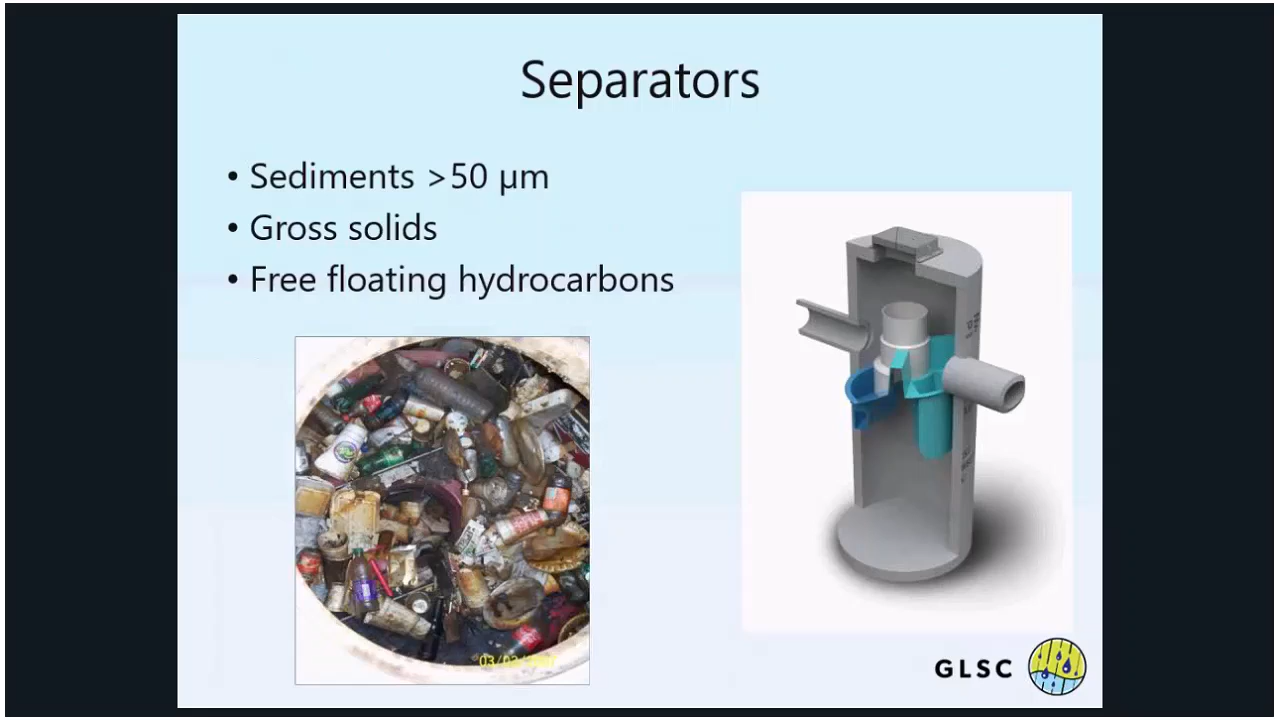 Separators
• Sediments >50 µm
• Gross solids
• Free floating hydrocarbons
GLSC